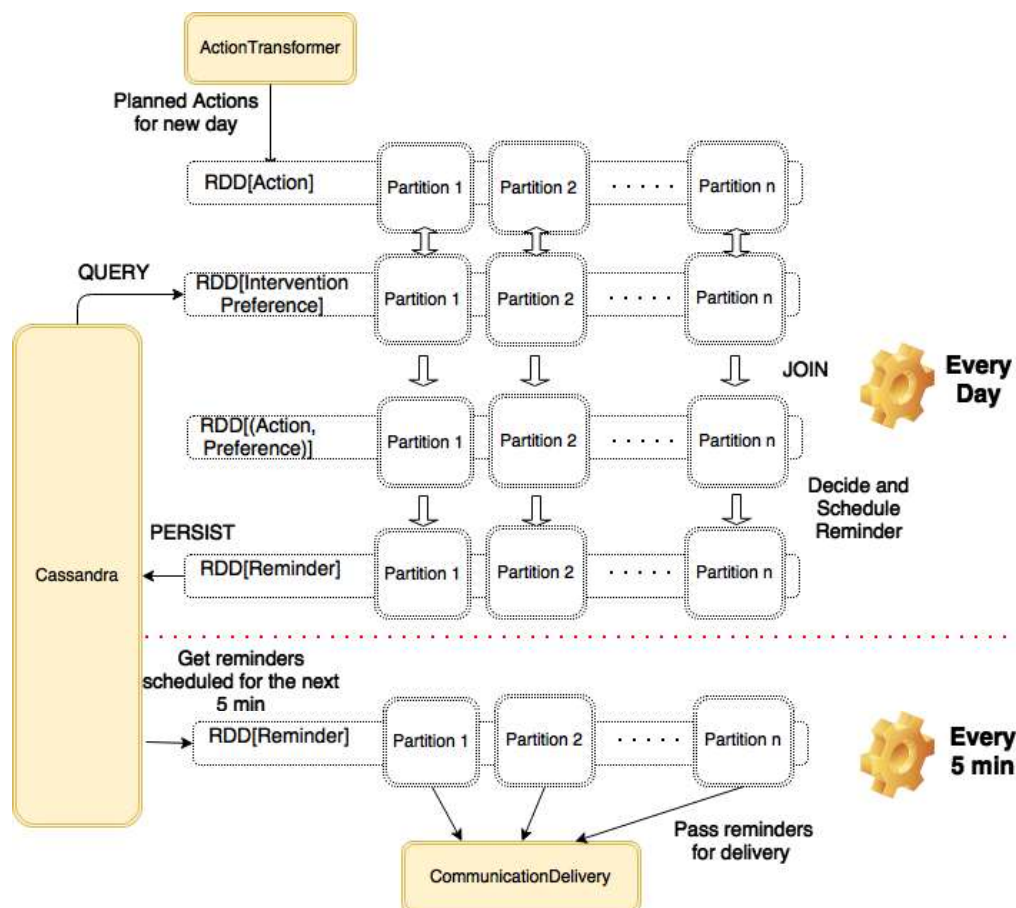 ActionTransformer
Planned Actions
for new day
RDD[Action]
Partition 1
Partition 2
. . . . .
Partition n
QUERY
RDD[Intervention
Preference]
Partition 1
Partition 2
. . . . .
Partition n
JOIN
Every
Day
RDD[(Action,
Preference)]
Partition 1
Partition 2
. . . . .
Partition n
Decide and
Schedule
Reminder
PERSIST
Cassandra
RDD[Reminder]
Partition 1
Partition 2
. . . . .
Partition n
Get reminders
scheduled for the next
5 min
RDD[Reminder]
Partition 1
Partition 2
. . . . .
Partition n
Every
5 min
Pass reminders
for delivery
CommunicationDelivery